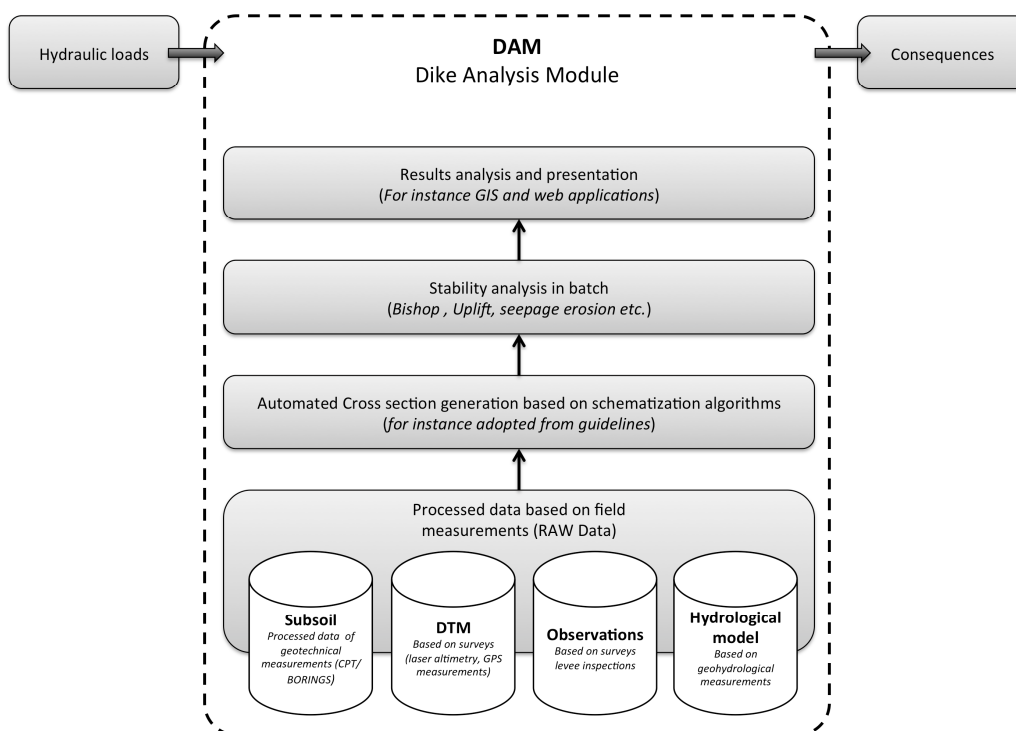 Hydraulic loads
DAM
Dike Analysis Module
Consequences
Results analysis and presentation
(For instance GIS and web applications)
Stability analysis in batch
(Bishop , Uplift, seepage erosion etc.)
Automated Cross section generation based on schematization algorithms
(for instance adopted from guidelines)
Processed data based on field
measurements (RAW Data)
Subsoil
Processed data of
geotechnical
measurements (CPT/
BORINGS)
DTM
Based on surveys
(laser altimetry, GPS
measurements)
Observations
Based on surveys
levee inspections
Hydrological
model
Based on
geohydrological
measurements